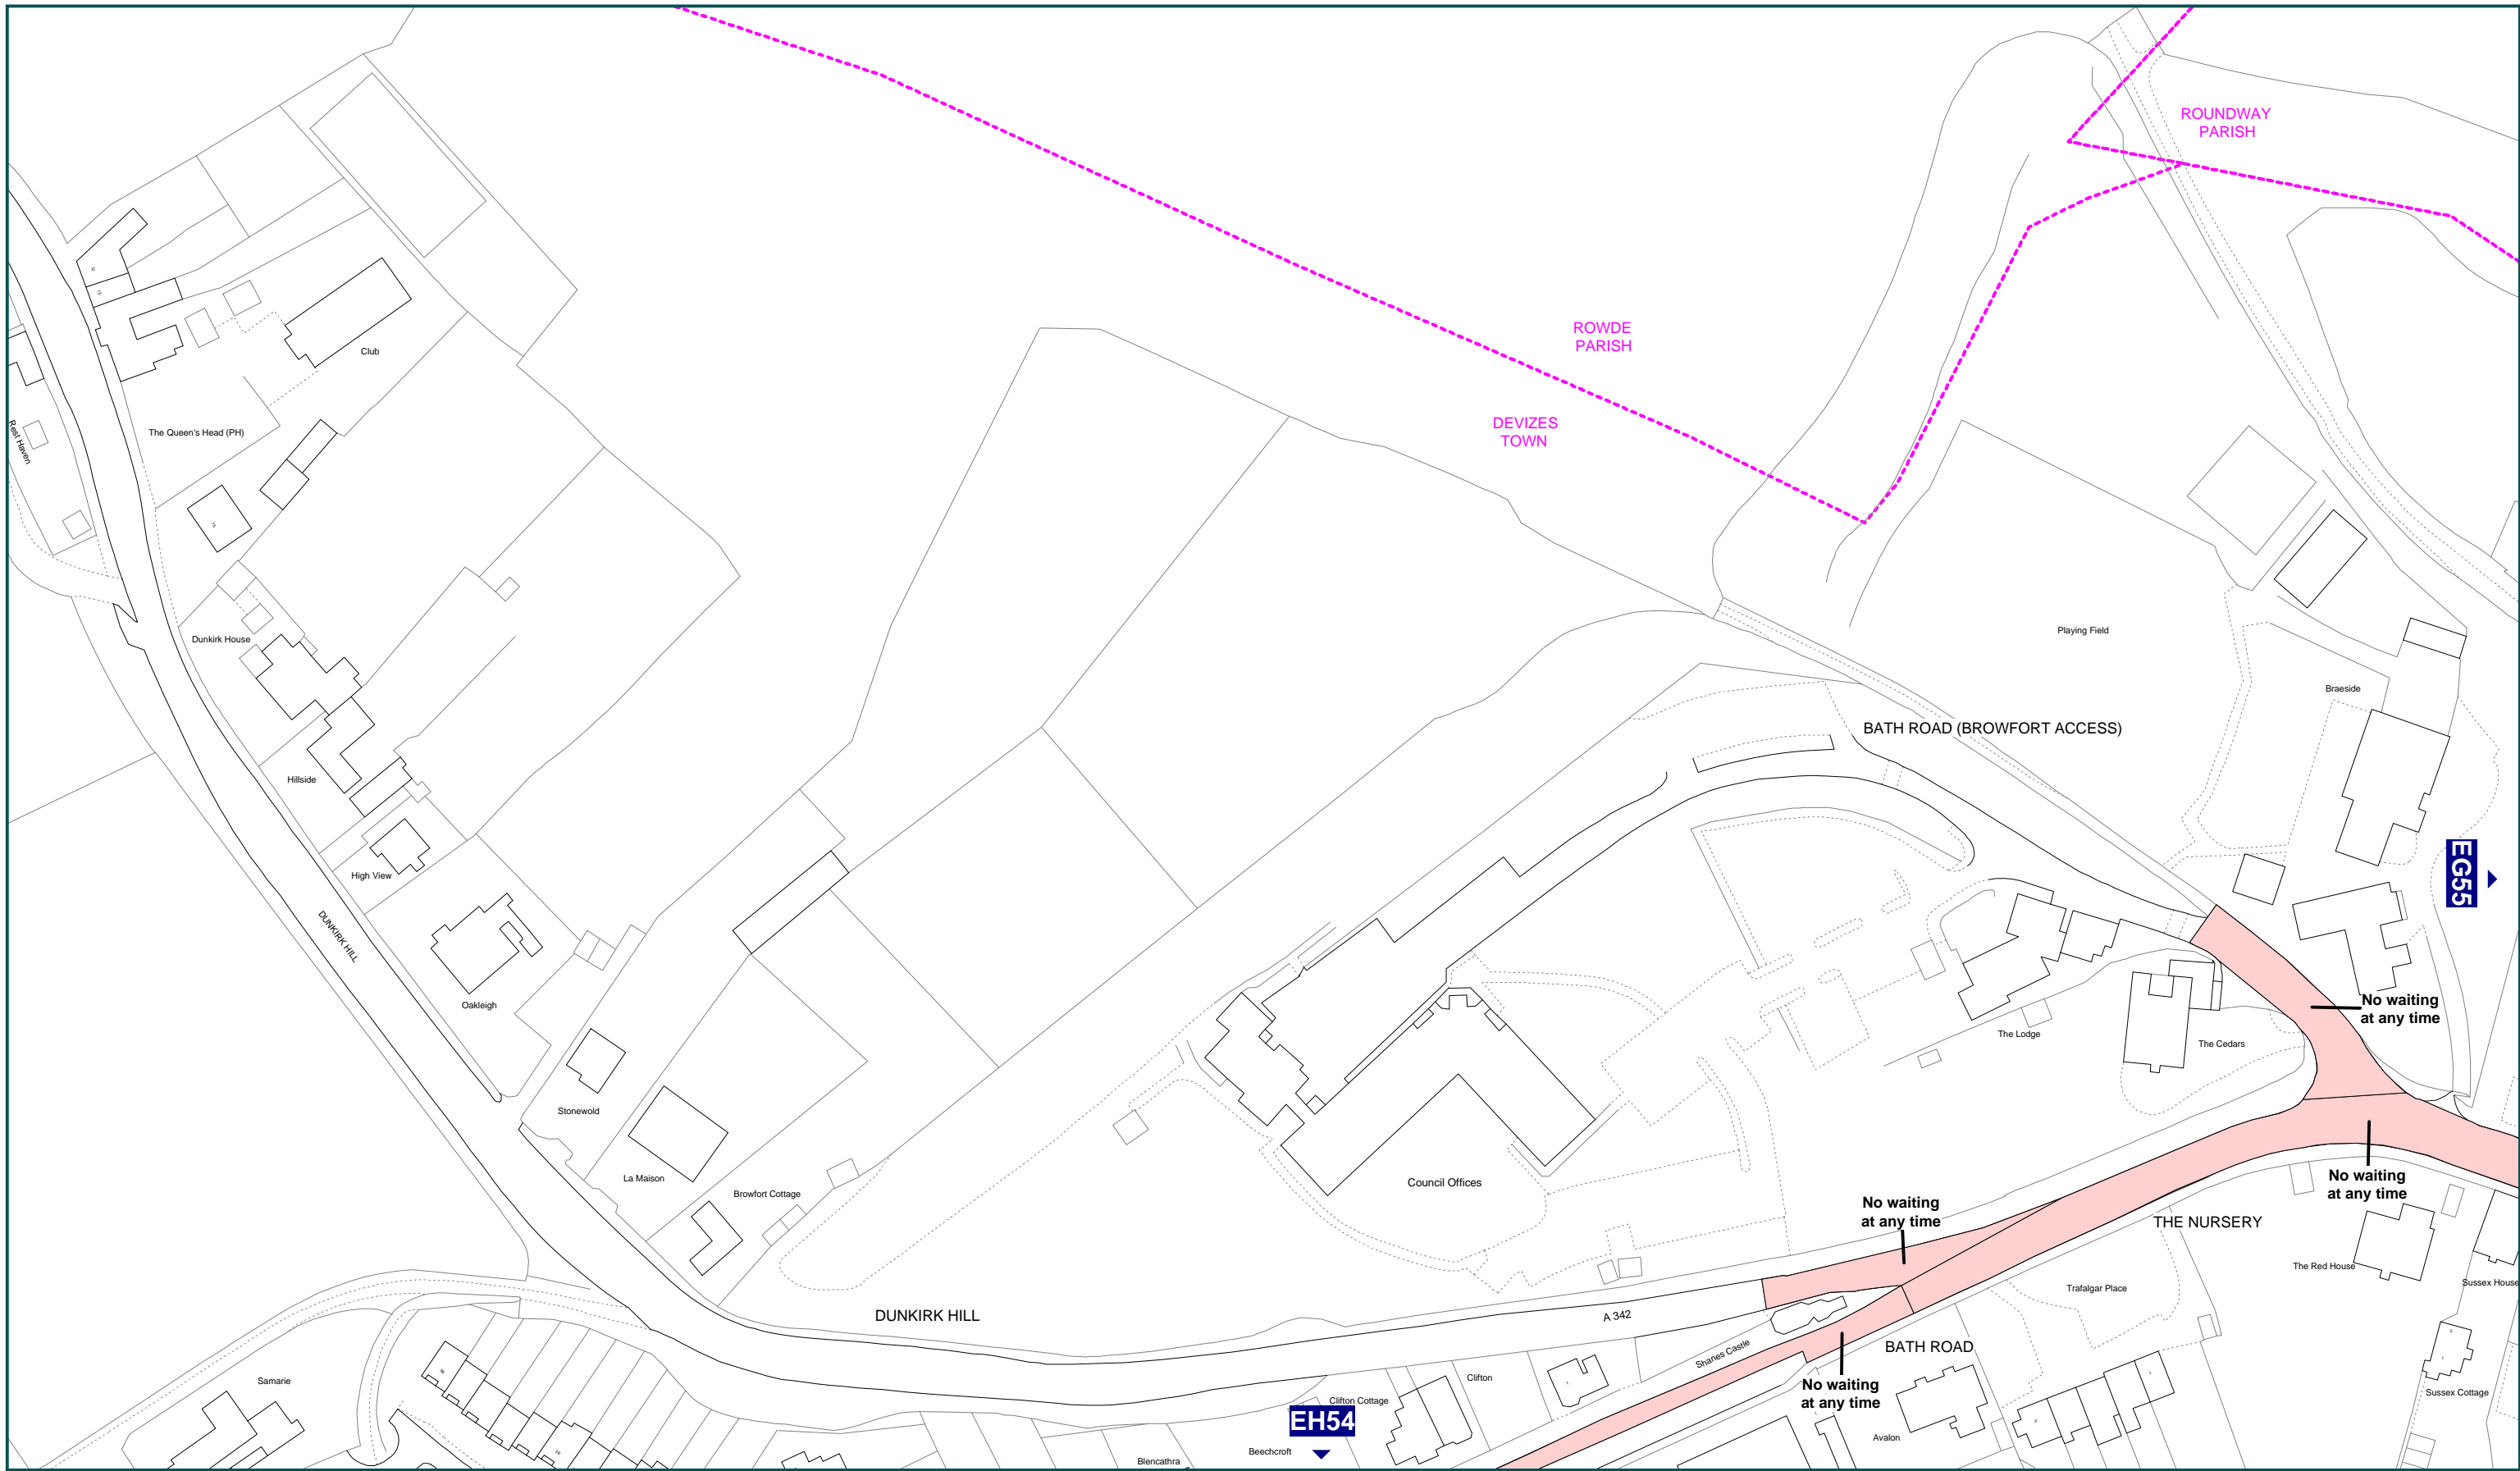 ROUNDWAY
PARISH
ROWDE
PARISH
DEVIZES
TOWN
Club
The Queen's Head (PH)
Rest Haven
Dunkirk House
Playing Field
Braeside
BATH ROAD (BROWFORT ACCESS)
Hillside
High View
EG55
DUNKIRK HILL
Oakleigh
No waiting
at any time
The Lodge
The Cedars
Stonewold
La Maison
Browfort Cottage
Council Offices
No waiting
at any time
No waiting
at any time
THE NURSERY
The Red House
Sussex House
Trafalgar Place
DUNKIRK HILL
A 342
Shanes Castle
BATH ROAD
Samarie
Clifton
No waiting
at any time
Clifton Cottage
Sussex Cottage
EH54
Avalon
Beechcroft
Blencathra